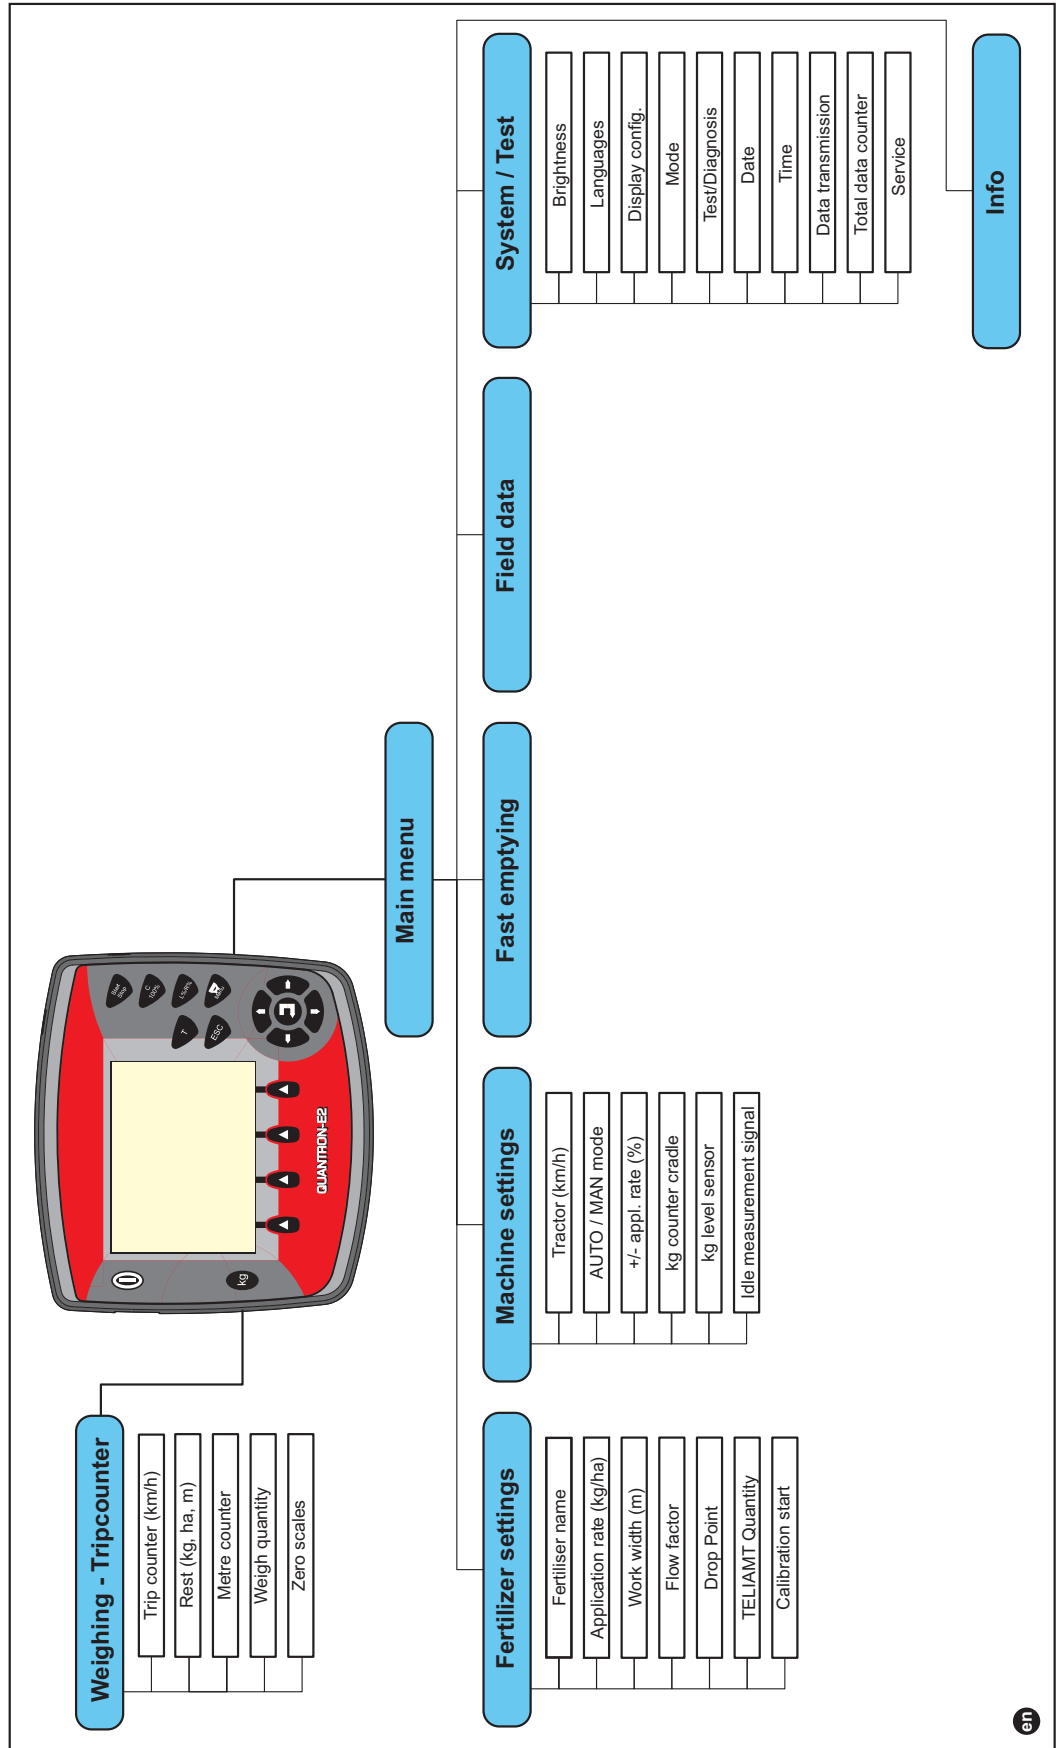 Weighing - Tripcounter
Trip counter (km/h)
Rest (kg, ha, m)
Metre counter
Weigh quantity
Zero scales
kg
QUANTRON-E2
Start
Stop
C
100%
L%/R%
Menu
T
ESC
Main menu
Fertilizer settings
Fertiliser name
Application rate (kg/ha)
Work width (m)
Flow factor
Drop Point
TELIAMT Quantity
Calibration start
Machine settings
Tractor (km/h)
AUTO / MAN mode
+/- appl. rate (%)
kg counter cradle
kg level sensor
Idle measurement signal
Fast emptying
Field data
System / Test
Brightness
Languages
Display config.
Mode
Test/Diagnosis
Date
Time
Data transmission
Total data counter
Service
Info
en